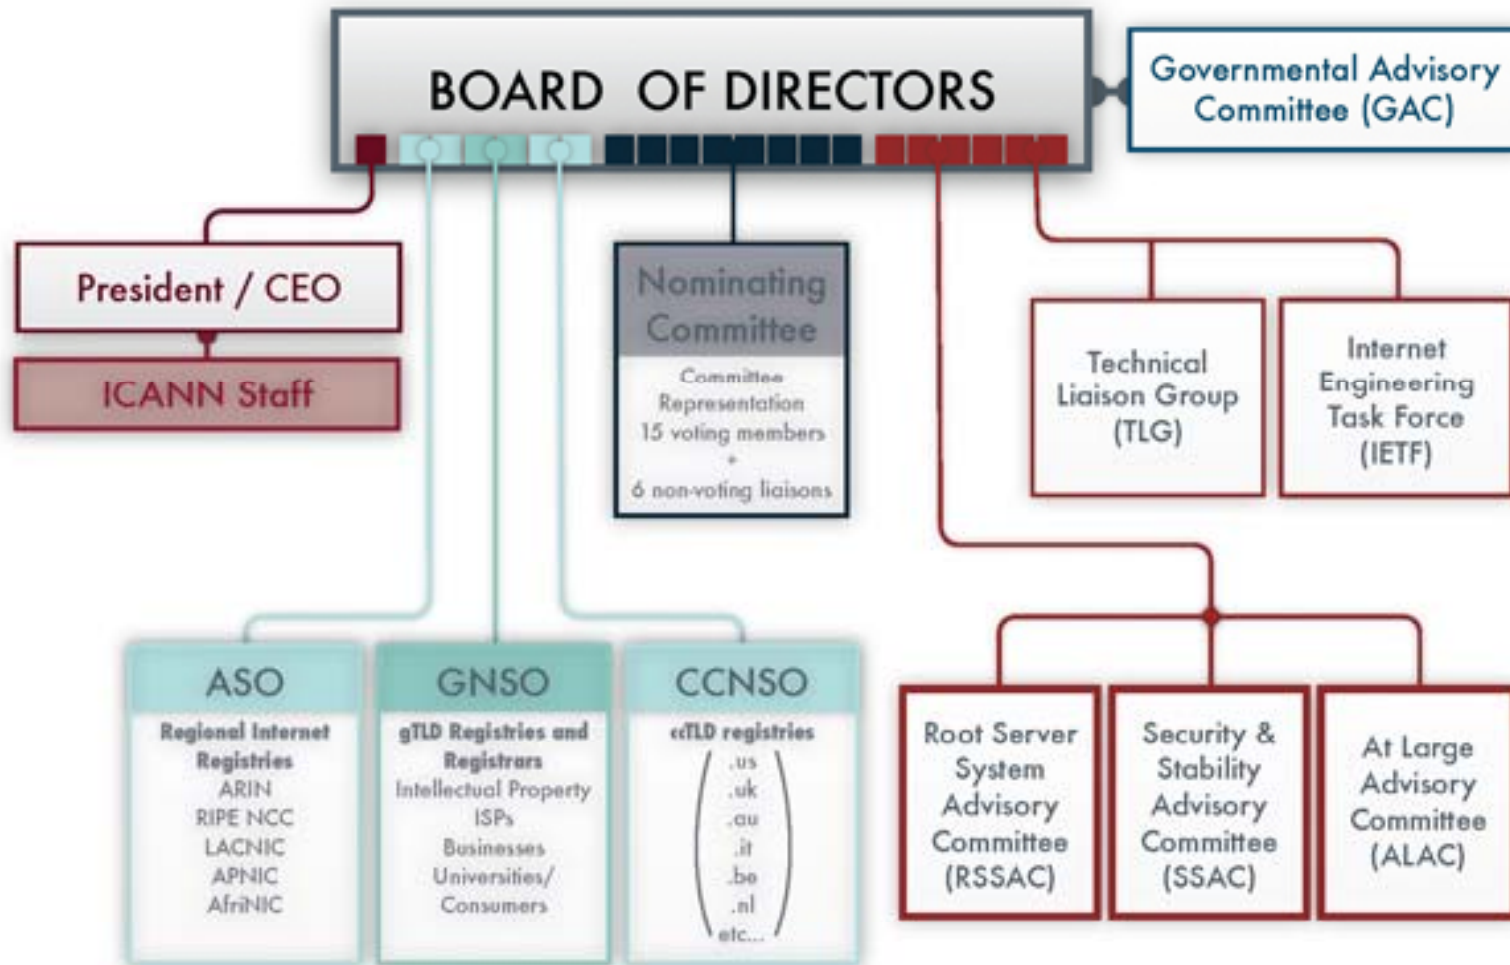 BOARD OF DIRECTORS
Governmental Advisory
Committee (GAC)
President / CEO
ICANN Staff
Nominating
Committee
Committee
Representation
15 voting members
+
6 non-voting liaisons
Technical
Liaison Group
(TLG)
Internet
Engineering
Task Force
(IETF)
ASO
Regional Internet
Registries
ARIN
RIPE NCC
LACNIC
APNIC
AfriNIC
GNSO
gTLD Registries and
Registrars
Intellectual Property
ISPs
Businesses
Universities/
Consumers
CCNSO
ccTLD registries
.us
.uk
.au
.it
.be
.nl
etc...
Root Server
System
Advisory
Committee
(RSSAC)
Security &
Stability
Advisory
Committee
(SSAC)
At Large
Advisory
Committee
(ALAC)